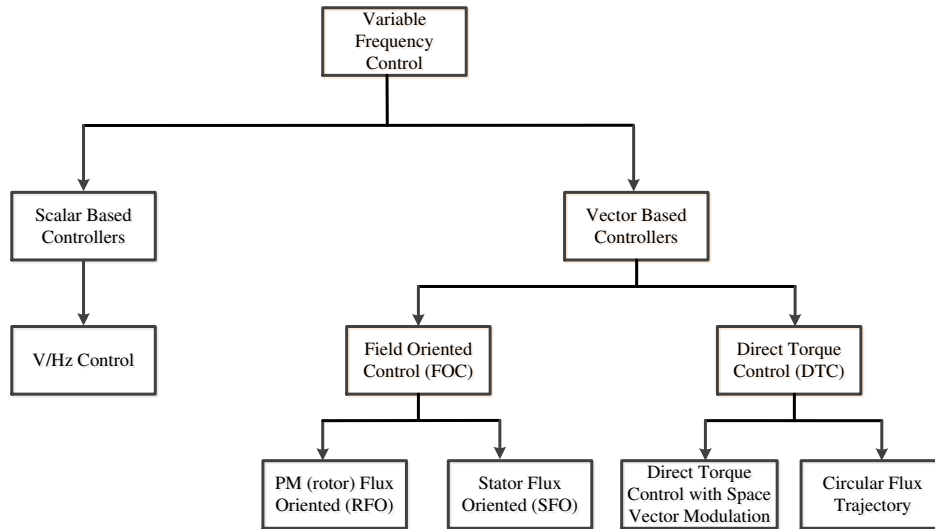 Variable
Frequency
Control
Scalar Based
Controllers
Vector Based
Controllers
V/Hz Control
Field Oriented
Control (FOC)
Direct Torque
Control (DTC)
PM (rotor) Flux
Oriented (RFO)
Stator Flux
Oriented (SFO)
Direct Torque
Control with Space
Vector Modulation
Circular Flux
Trajectory